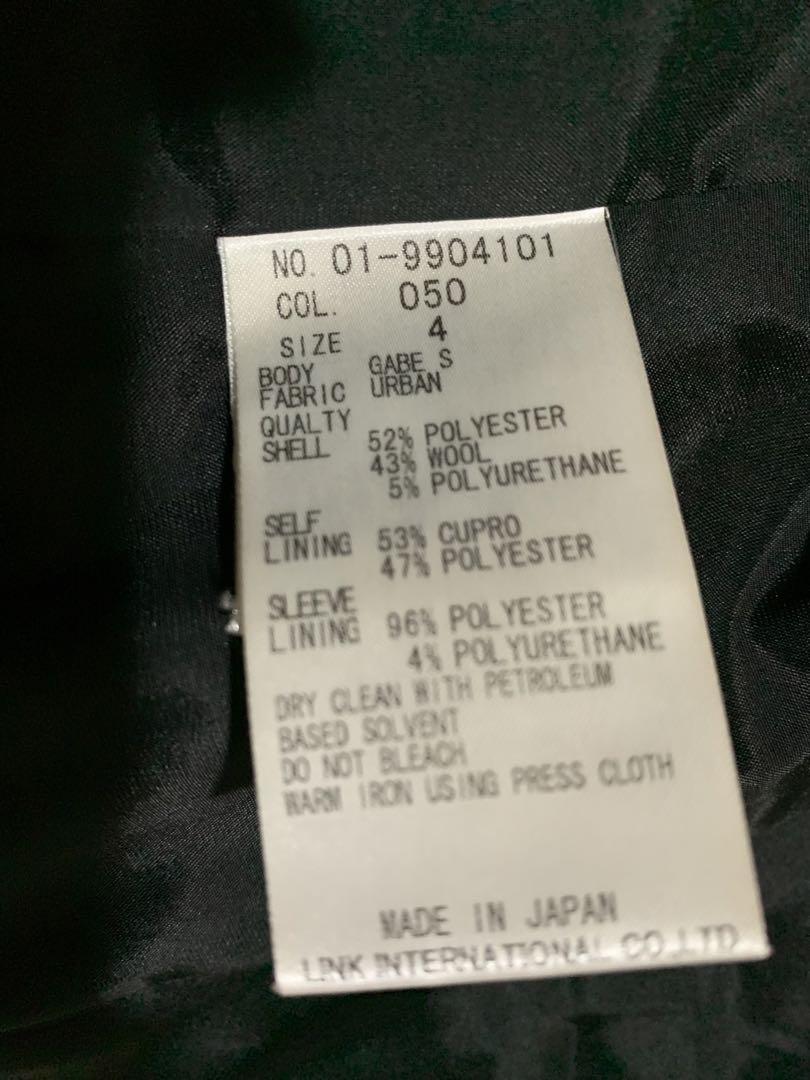 NO. 01-9904101
COL. 050
SIZE 4
BODY GABE S
FABRIC URBAN
QUALTY
SHELL 52% POLYESTER
43% WOOL
5% POLYURETHANE
SELF
LINING 53% CUPRO
47% POLYESTER
SLEEVE
LINING 96% POLYESTER
4% POLYURETHANE
DRY CLEAN WITH PETROLEUM
BASED SOLVENT
DO NOT BLEACH
WARM IRON USING PRESS CLOTH
MADE IN JAPAN
LINK INTERNATIONAL CO.LTD